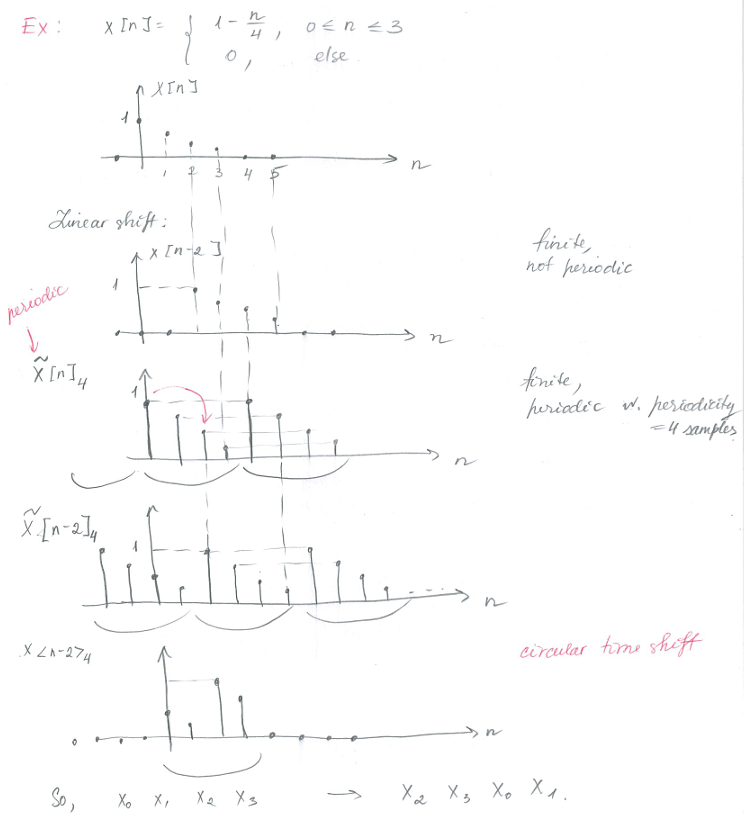 Ex: x[n] = { 1 - n/4, 0 ≤ n ≤ 3
0, else
x[n]
1
1 2 3 4 5 n
Linear shift:
x[n-2]
finite,
not periodic
1
n
periodic
x̃[n]₄
1
finite,
periodic w. periodicity
= 4 samples
n
x̃[n-2]₄
1
n
x<n-2>₄
circular time shift
n
So, x₀ x₁ x₂ x₃ → x₂ x₃ x₀ x₁.